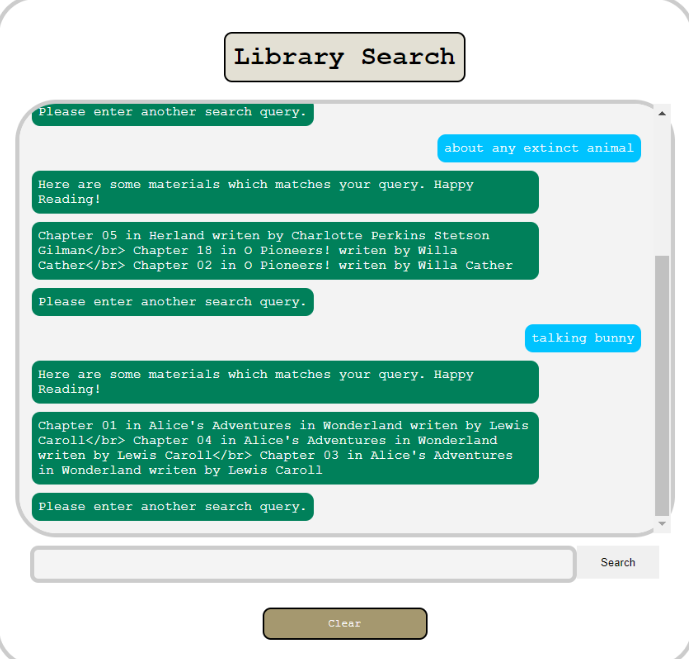 Library Search
Please enter another search query.
about any extinct animal
Here are some materials which matches your query. Happy
Reading!
Chapter 05 in Herland writen by Charlotte Perkins Stetson
Gilman</br> Chapter 18 in O Pioneers! writen by Willa
Cather</br> Chapter 02 in O Pioneers! writen by Willa Cather
Please enter another search query.
talking bunny
Here are some materials which matches your query. Happy
Reading!
Chapter 01 in Alice's Adventures in Wonderland writen by Lewis
Caroll</br> Chapter 04 in Alice's Adventures in Wonderland
writen by Lewis Caroll</br> Chapter 03 in Alice's Adventures
in Wonderland writen by Lewis Caroll
Please enter another search query.
Search
Clear